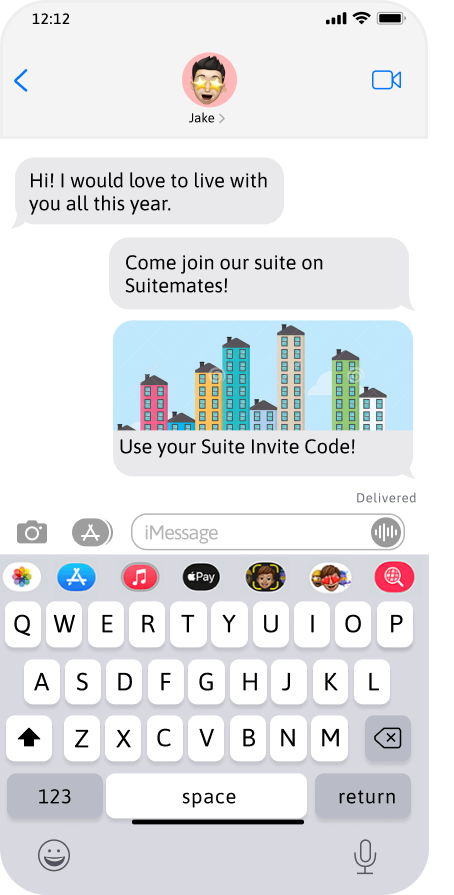 12:12
Jake
Hi! I would love to live with
you all this year.
Come join our suite on
Suitemates!
Use your Suite Invite Code!
Delivered
iMessage
Pay
Q W E R T Y U I O P
A S D F G H J K L
Z X C V B N M
123 space return